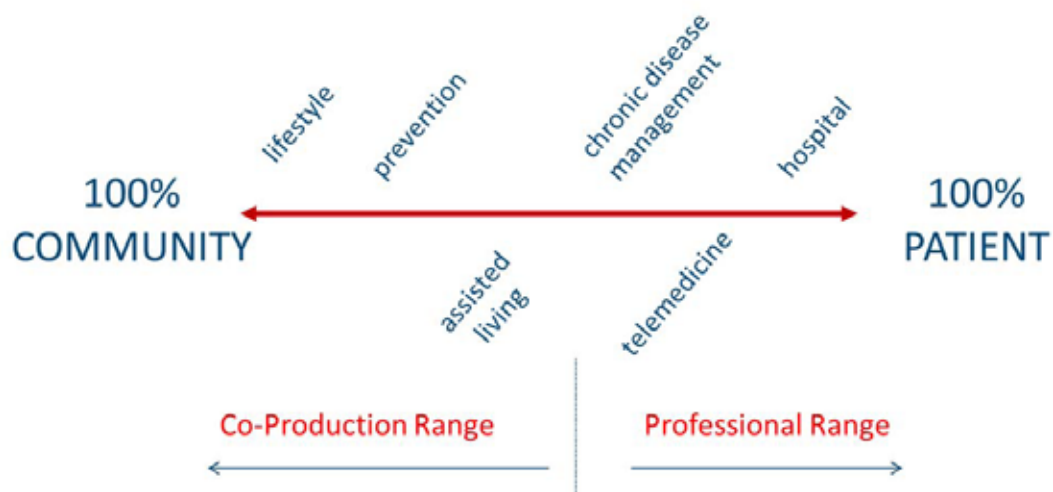 lifestyle
prevention
chronic disease
management
hospital
100%
COMMUNITY
100%
PATIENT
assisted
living
telemedicine
Co-Production Range
Professional Range